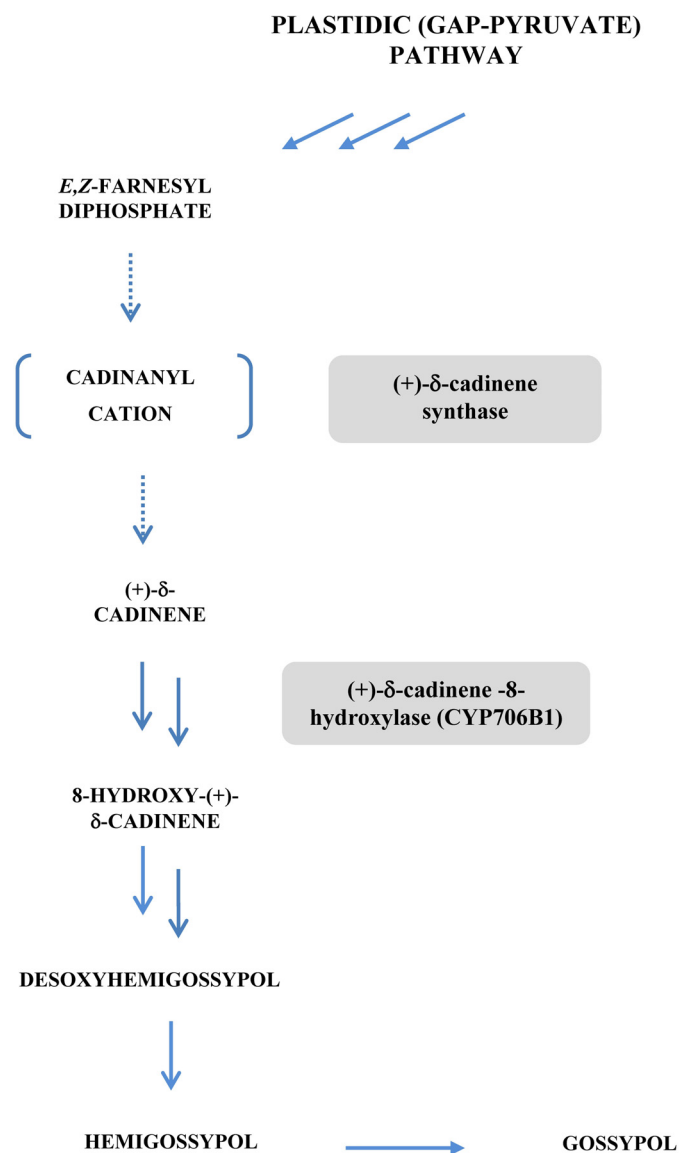 PLASTIDIC (GAP-PYRUVATE)
PATHWAY
E,Z-FARNESYL
DIPHOSPHATE
CADINANYL
CATION
(+)-δ-cadinene
synthase
(+)-δ-
CADINENE
(+)-δ-cadinene -8-
hydroxylase (CYP706B1)
8-HYDROXY-(+)-
δ-CADINENE
DESOXYHEMIGOSSYPOL
HEMIGOSSYPOL
GOSSYPOL